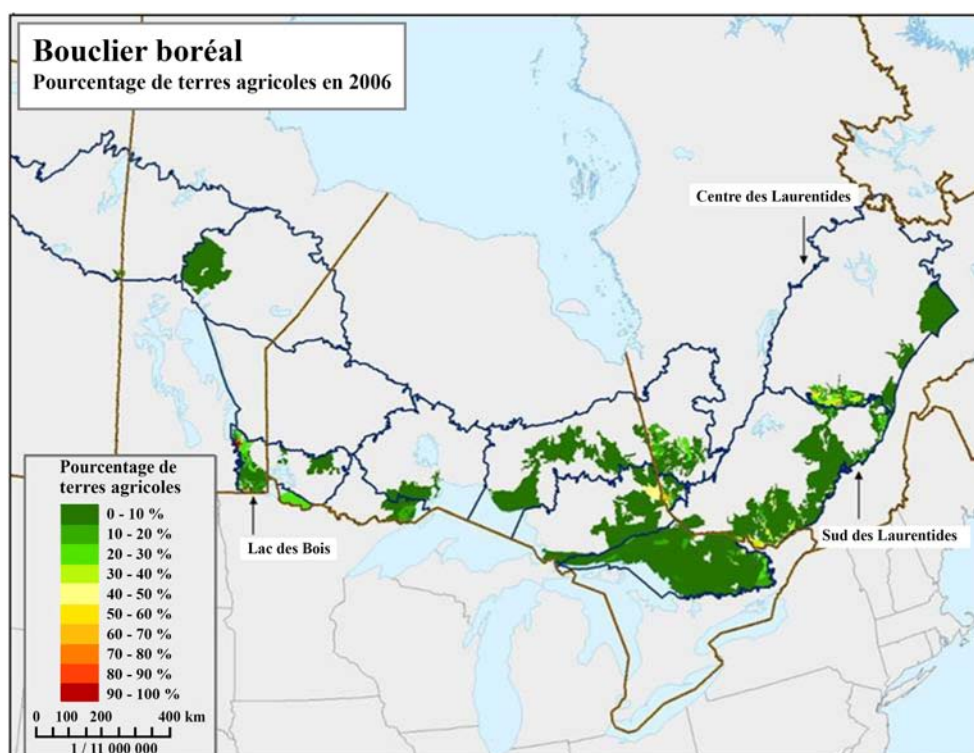 Bouclier boréal
Pourcentage de terres agricoles en 2006
Centre des Laurentides
Pourcentage de
terres agricoles
0 - 10 %
10 - 20 %
20 - 30 %
30 - 40 %
40 - 50 %
50 - 60 %
60 - 70 %
70 - 80 %
80 - 90 %
90 - 100 %
0 100 200 400 km
1 / 11 000 000
Lac des Bois
Sud des Laurentides